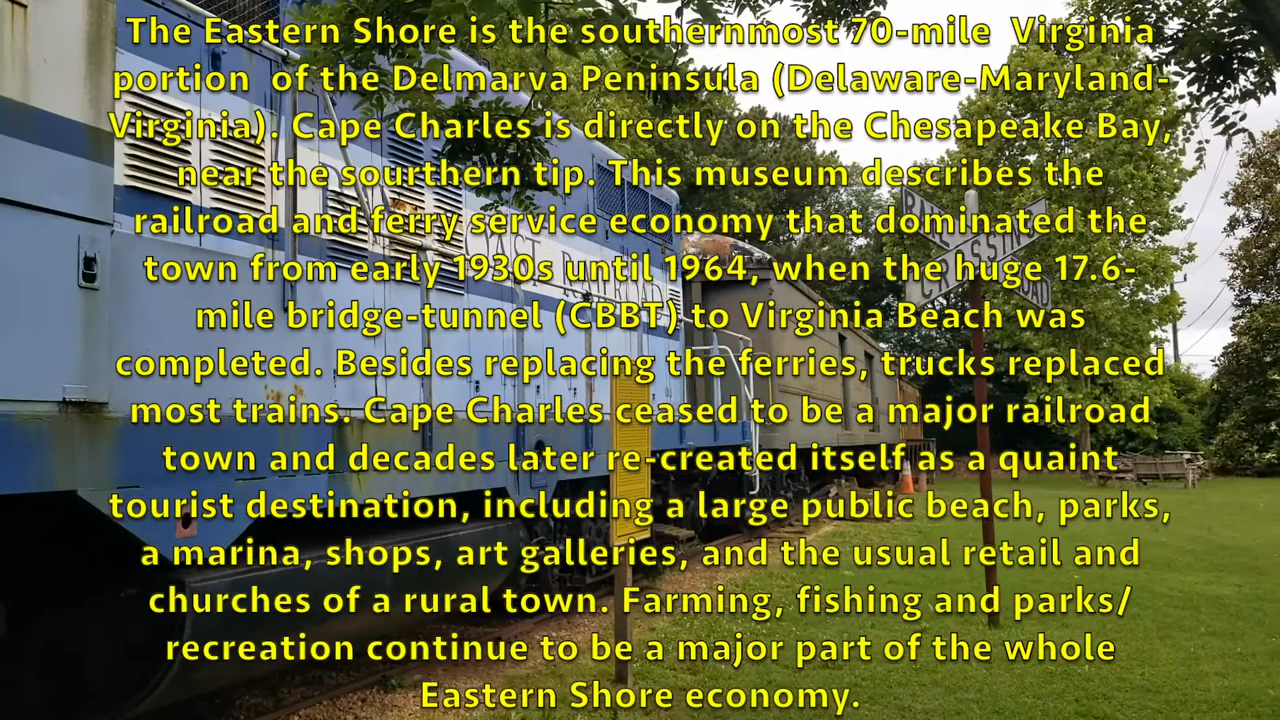 The Eastern Shore is the southernmost 70-mile  Virginia
portion  of the Delmarva Peninsula (Delaware-Maryland-
Virginia). Cape Charles is directly on the Chesapeake Bay,
near the sourthern tip. This museum describes the
railroad and ferry service economy that dominated the
town from early 1930s until 1964, when the huge 17.6-
mile bridge-tunnel (CBBT) to Virginia Beach was
completed. Besides replacing the ferries, trucks replaced
most trains. Cape Charles ceased to be a major railroad
town and decades later re-created itself as a quaint
tourist destination, including a large public beach, parks,
a marina, shops, art galleries, and the usual retail and
churches of a rural town. Farming, fishing and parks/
recreation continue to be a major part of the whole
Eastern Shore economy.
RAIL ROAD
CROSSING